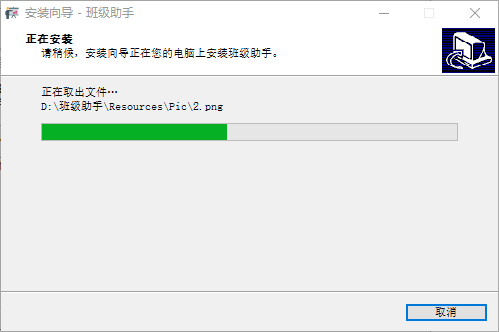 安装向导 - 班级助手
正在安装
请稍候，安装向导正在您的电脑上安装班级助手。
正在取出文件…
D:\班级助手\Resources\Pic\2.png
取消